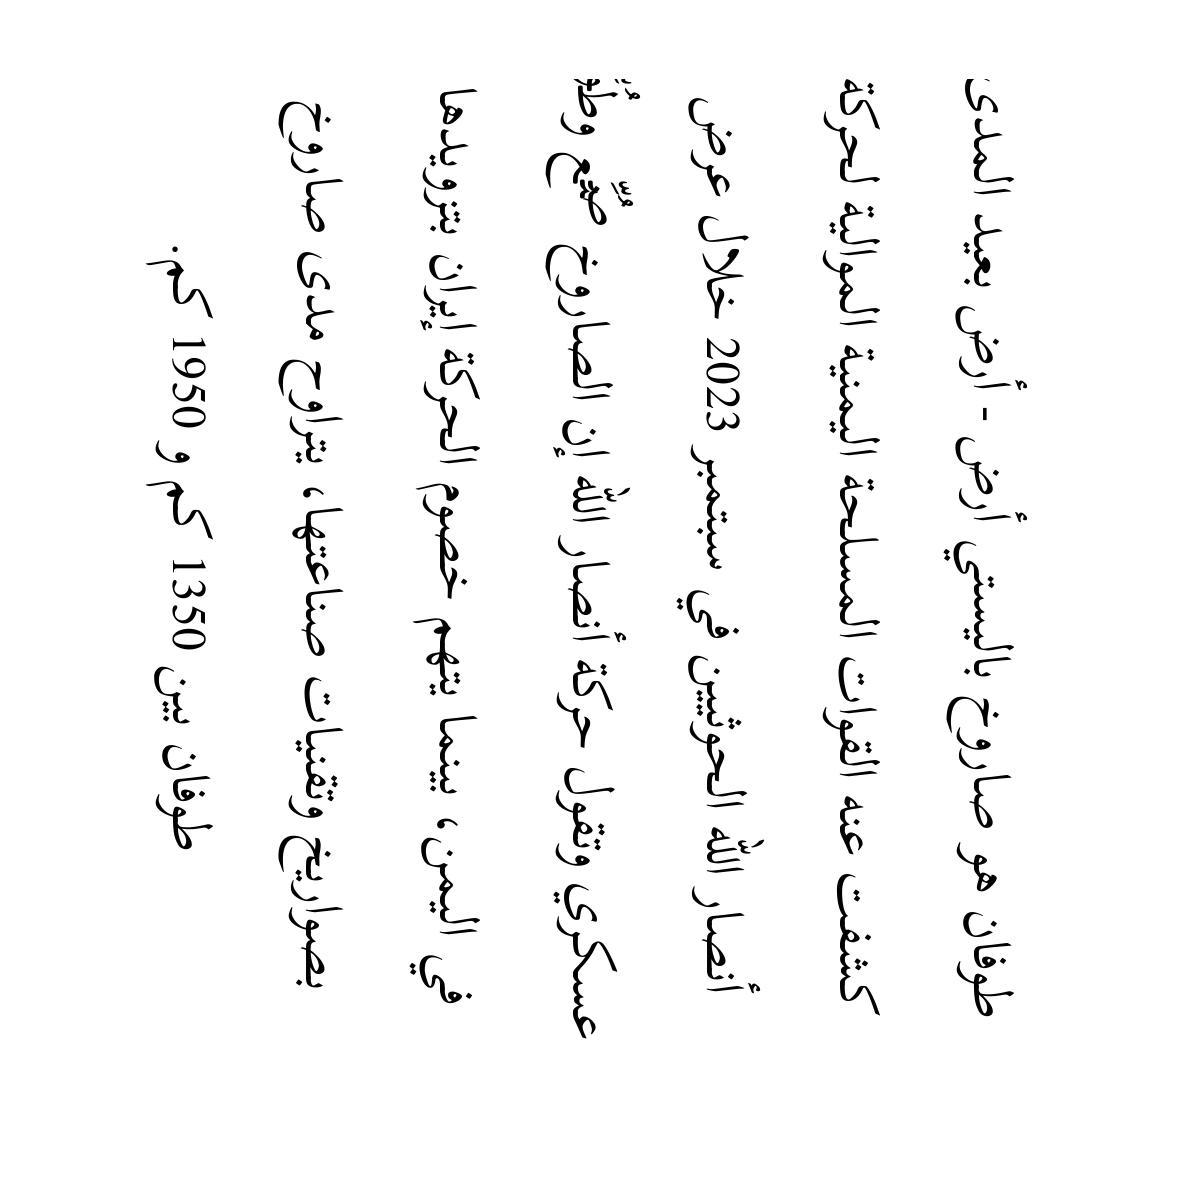 طوفان هو صاروخ باليستي أرض - أرض بعيد المدى
كشفت عنه القوات المسلحة اليمنية الموالية لحركة
أنصار الله الحوثيين في سبتمبر 2023 خلال عرض
عسكري وتقول حركة أنصار الله إن الصاروخ صُنِّع
في اليمن، بينما يتهم خصوم الحركة إيران بتزويدها
بصواريخ وتقنيات صناعتها، يتراوح مدى صاروخ
طوفان بين 1350 كم و 1950 كم.